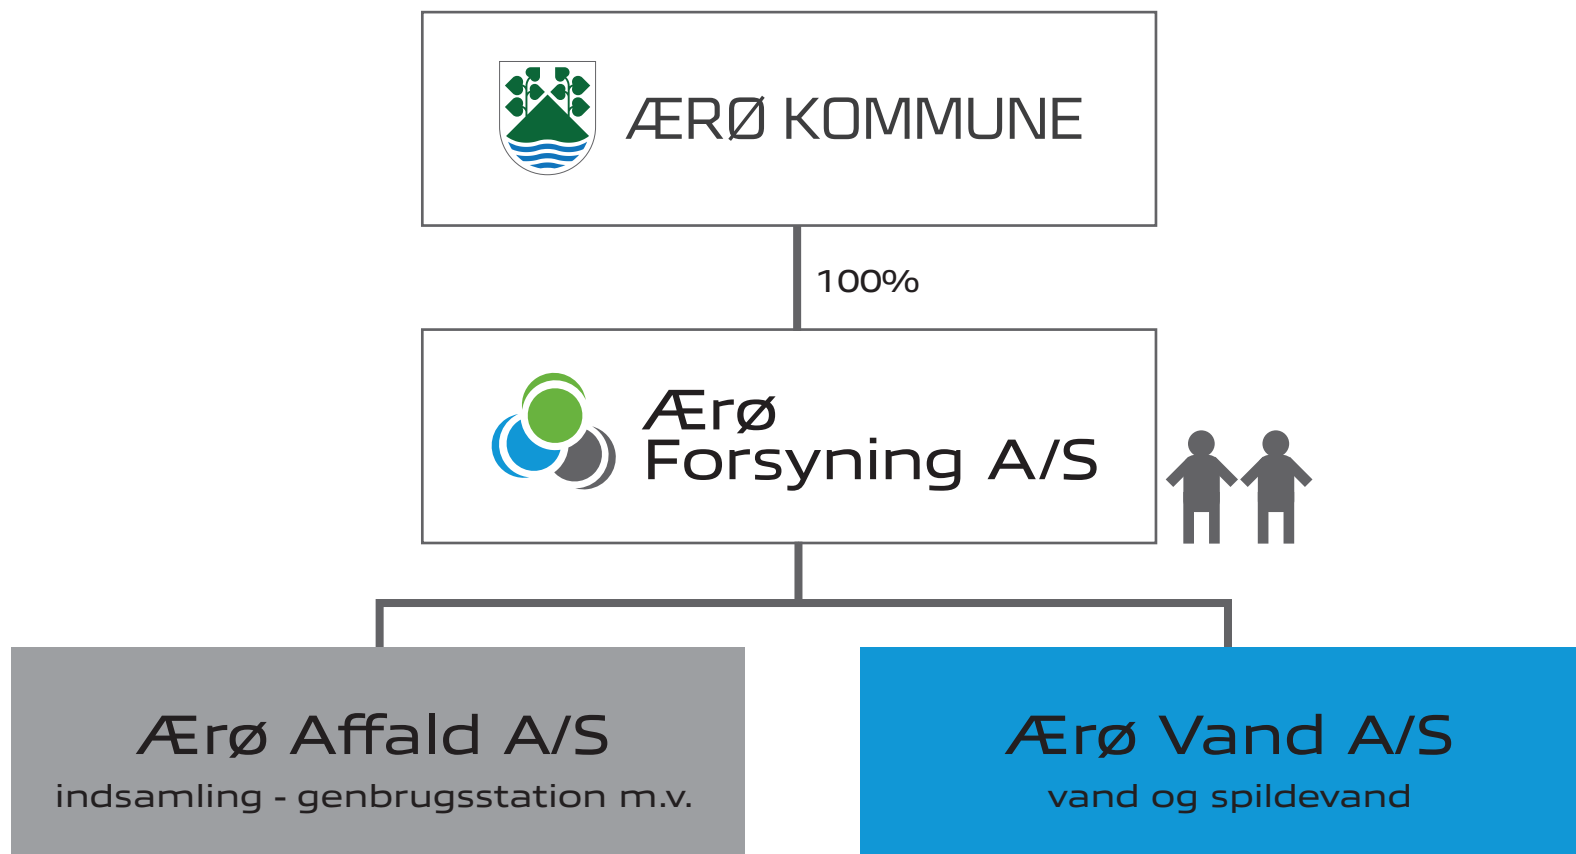 ÆRØ KOMMUNE
100%
Ærø
Forsyning A/S
Ærø Affald A/S
indsamling - genbrugsstation m.v.
Ærø Vand A/S
vand og spildevand